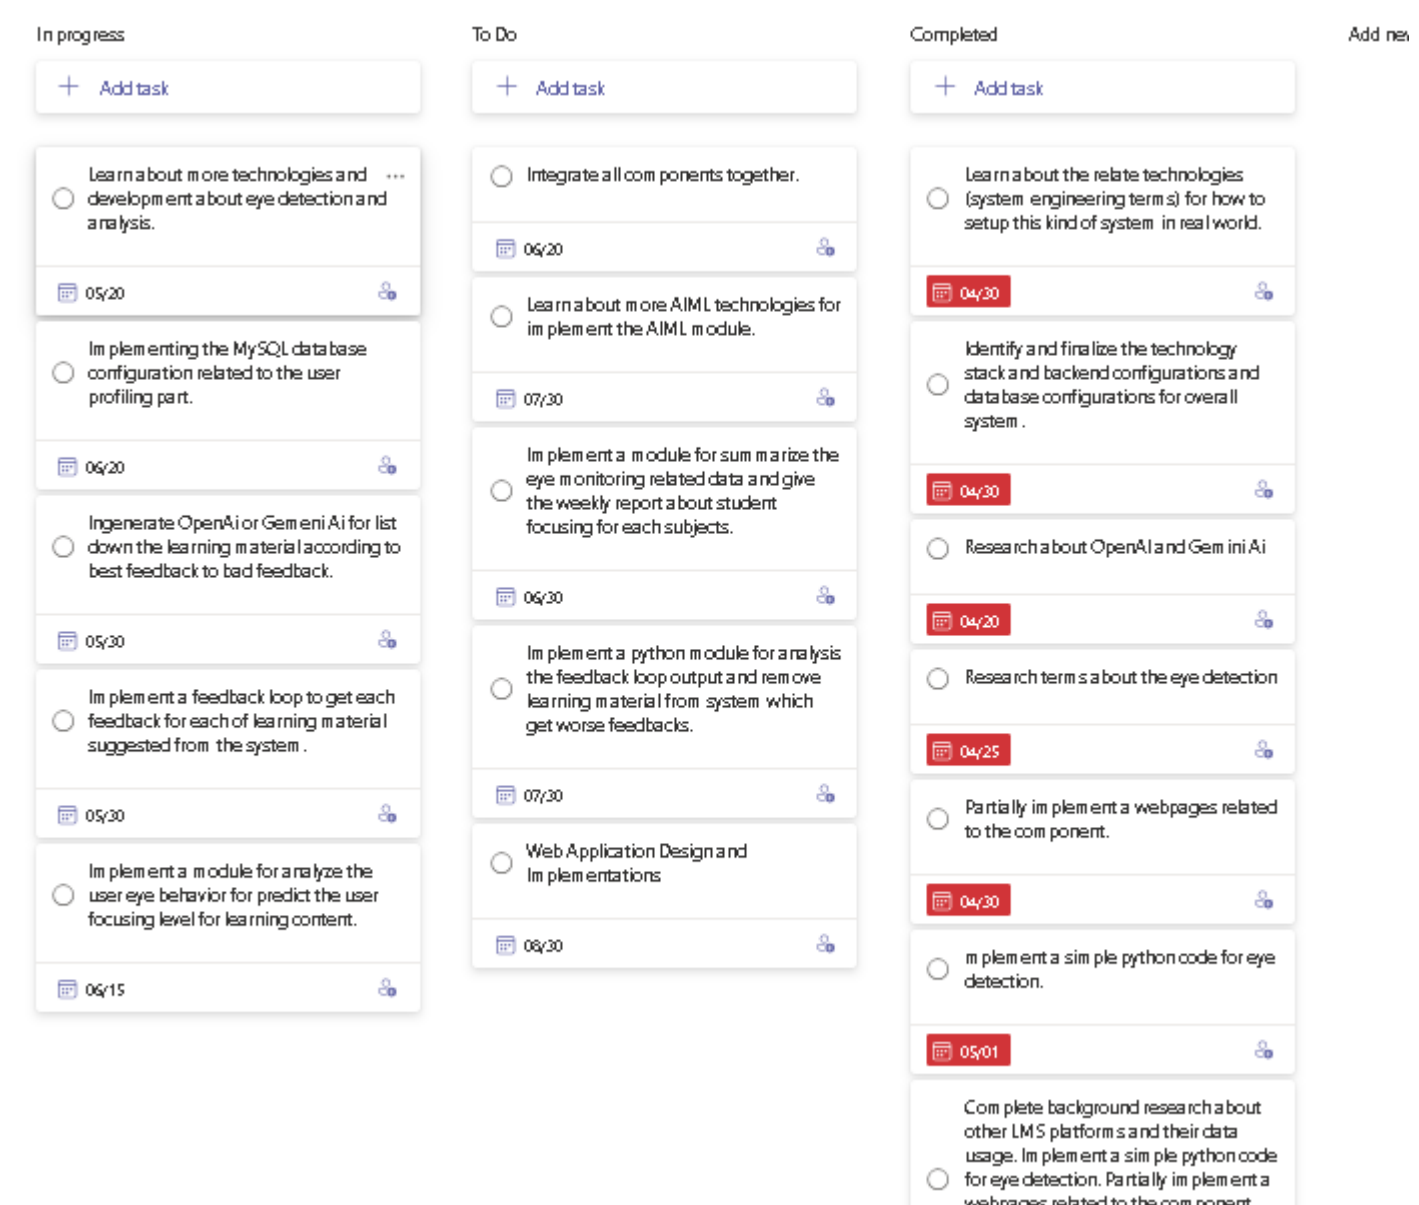 In progress
Add task
Learn about more technologies and
development about eye detection and
analysis.
05/20
Implementing the MySQL database
configuration related to the user
profiling part.
06/20
Ingenerate OpenAi or Gemeni Ai for list
down the learning material according to
best feedback to bad feedback.
05/30
Implement a feedback loop to get each
feedback for each of learning material
suggested from the system.
05/30
Implement a module for analyze the
user eye behavior for predict the user
focusing level for learning content.
06/15
To Do
Add task
Integrate all components together.
06/20
Learn about more AIML technologies for
implement the AIML module.
07/30
Implement a module for summarize the
eye monitoring related data and give
the weekly report about student
focusing for each subjects.
06/30
Implement a python module for analysis
the feedback loop output and remove
learning material from system which
get worse feedbacks.
07/30
Web Application Design and
Implementations
08/30
Completed
Add task
Learn about the relate technologies
(system engineering terms) for how to
setup this kind of system in real world.
04/30
Identify and finalize the technology
stack and backend configurations and
database configurations for overall
system.
04/30
Research about OpenAI and Gemini Ai
04/20
Research terms about the eye detection
04/25
Partially implement a webpages related
to the component.
04/30
mplement a simple python code for eye
detection.
05/01
Complete background research about
other LMS platforms and their data
usage. Implement a simple python code
for eye detection. Partially implement a
webpages related to the component
Add new